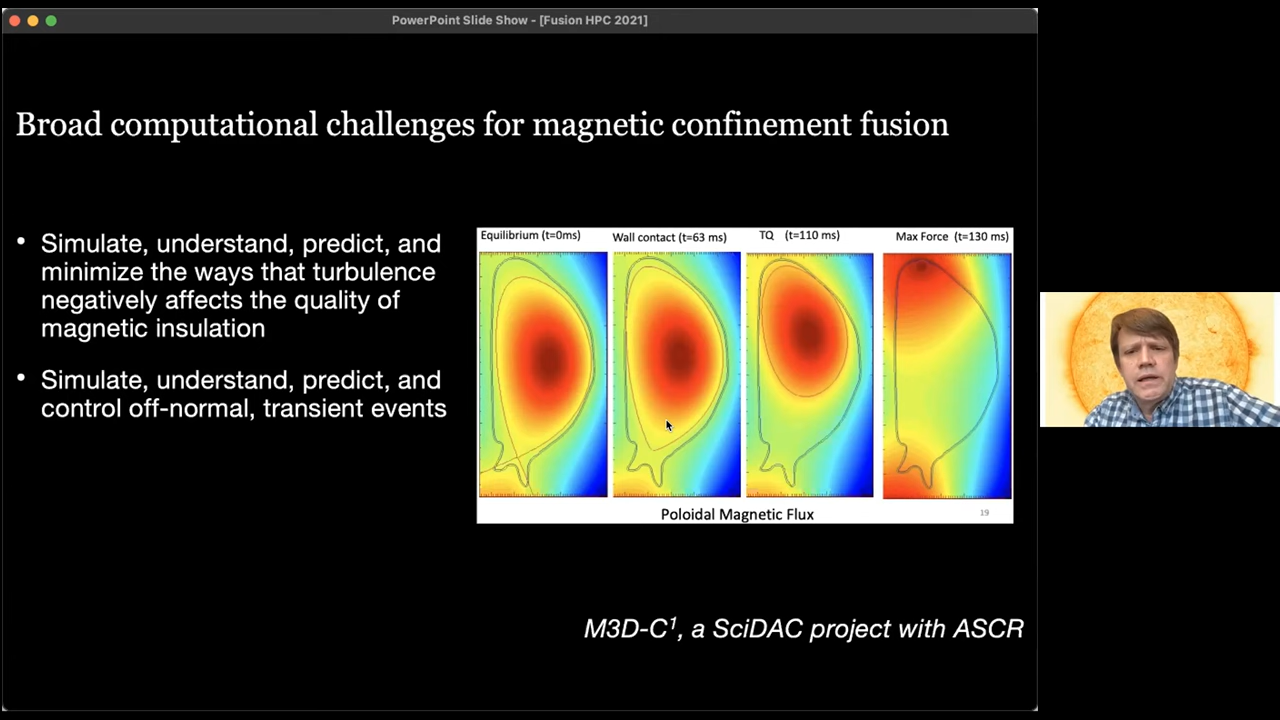 PowerPoint Slide Show - [Fusion HPC 2021]
Broad computational challenges for magnetic confinement fusion
• Simulate, understand, predict, and
minimize the ways that turbulence
negatively affects the quality of
magnetic insulation
• Simulate, understand, predict, and
control off-normal, transient events
Equilibrium (t=0ms)
Wall contact (t=63 ms)
TQ (t=110 ms)
Max Force (t=130 ms)
Poloidal Magnetic Flux
19
M3D-C¹, a SciDAC project with ASCR